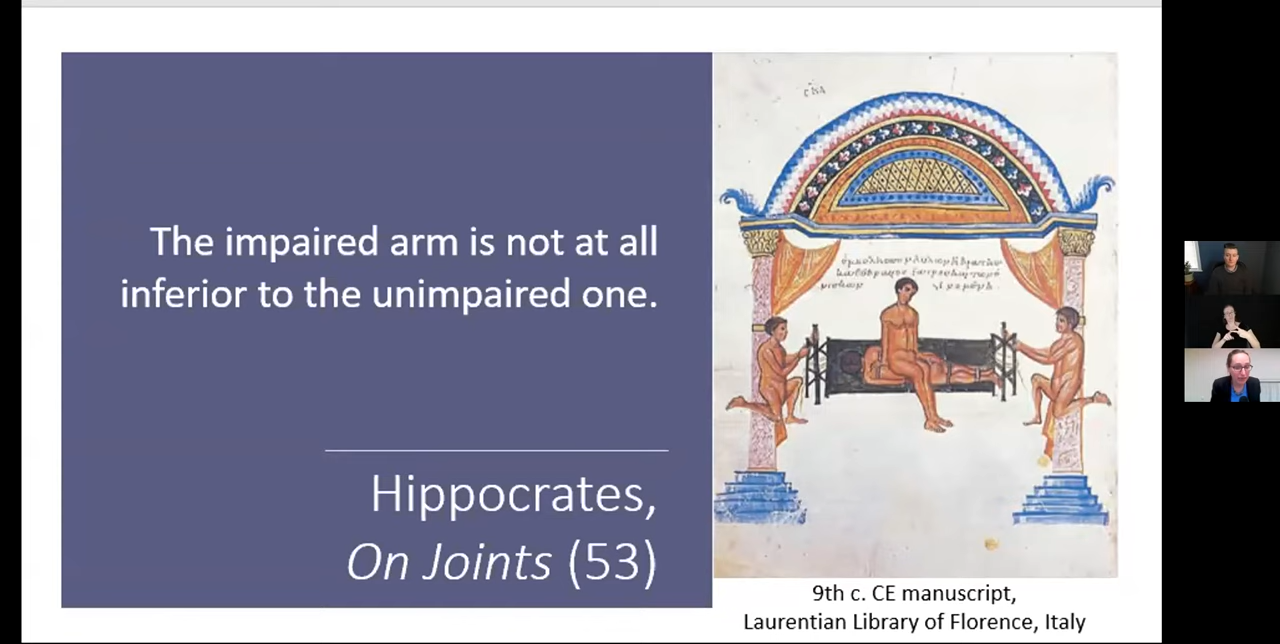 The impaired arm is not at all
inferior to the unimpaired one.
Hippocrates,
On Joints (53)
9th c. CE manuscript,
Laurentian Library of Florence, Italy